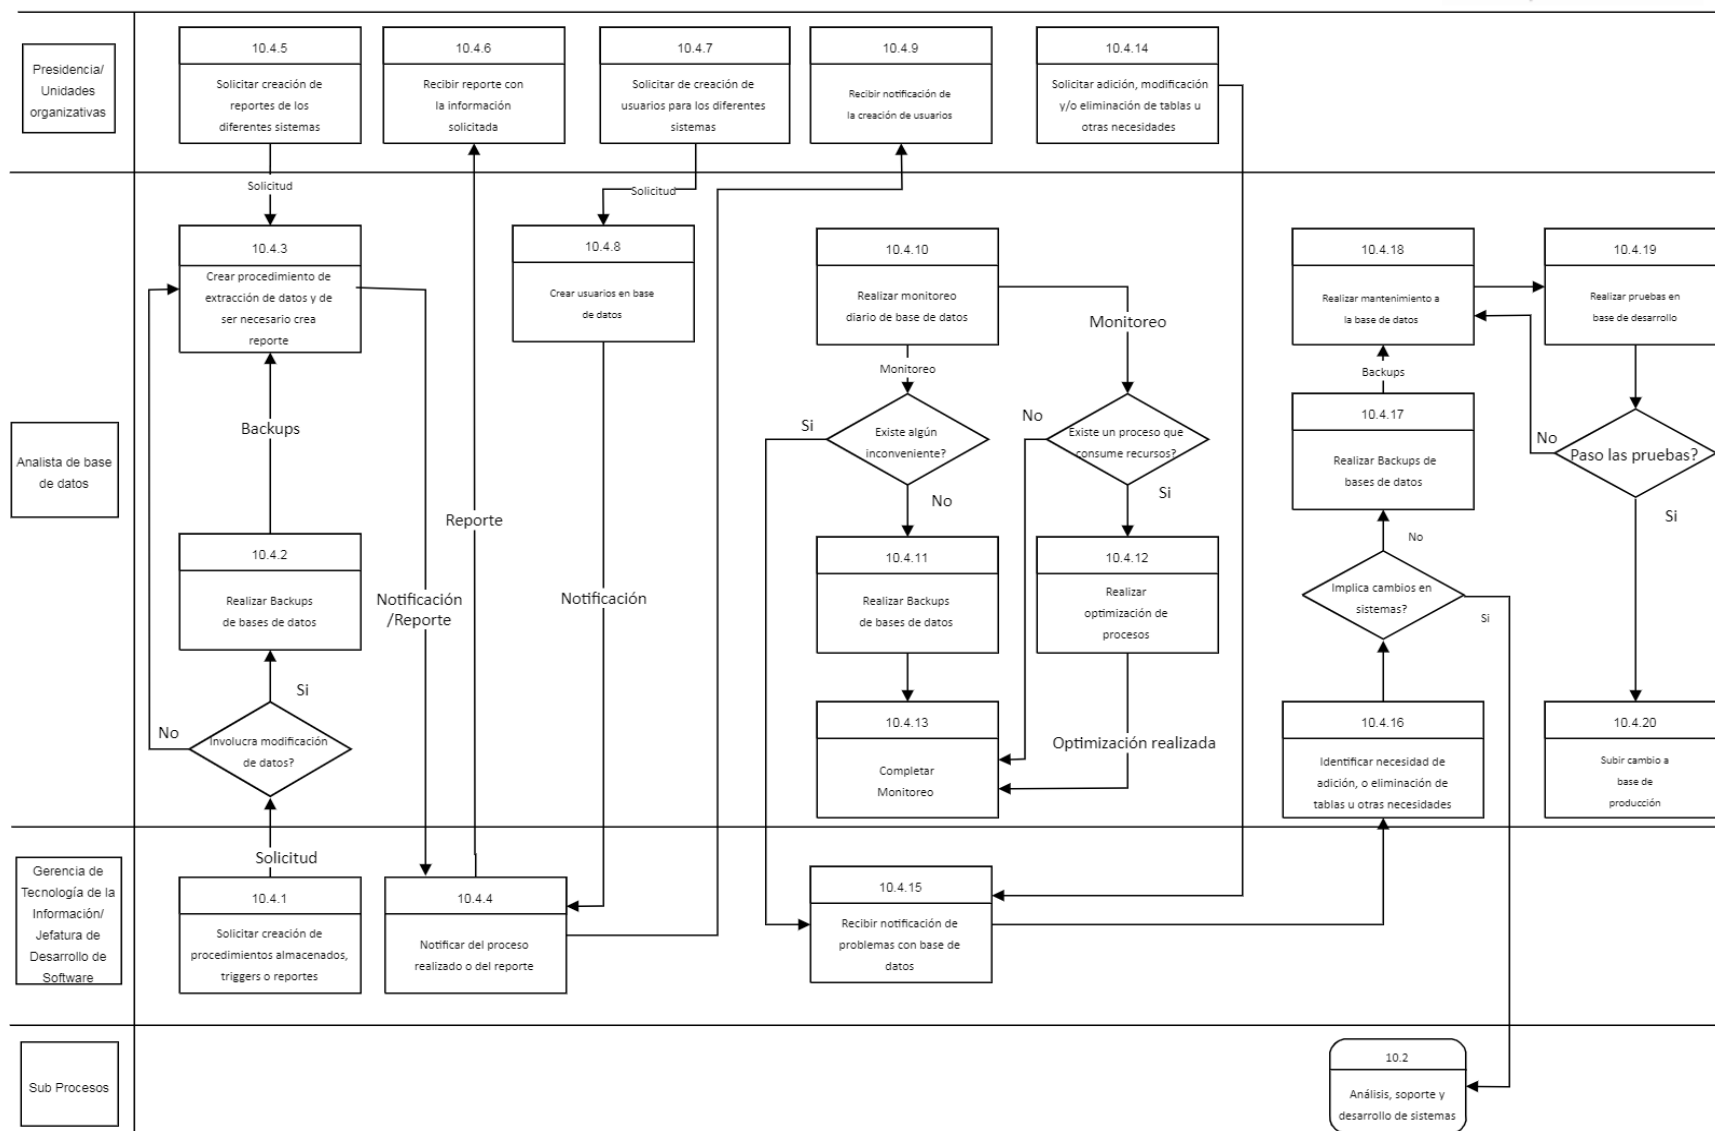 Presidencia/
Unidades
organizativas
10.4.5
Solicitar creación de
reportes de los
diferentes sistemas
10.4.6
Recibir reporte con
la información
solicitada
10.4.7
Solicitar de creación de
usuarios para los diferentes
sistemas
10.4.9
Recibir notificación de
la creación de usuarios
10.4.14
Solicitar adición, modificación
y/o eliminación de tablas u
otras necesidades
Solicitud
Solicitud
Analista de base
de datos
10.4.3
Crear procedimiento de
extracción de datos y de
ser necesario crea
reporte
10.4.8
Crear usuarios en base
de datos
10.4.10
Realizar monitoreo
diario de base de datos
Monitoreo
Monitoreo
10.4.18
Realizar mantenimiento a
la base de datos
10.4.19
Realizar pruebas en
base de desarrollo
Backups
Backups
Si
Existe algún
inconveniente?
No
No
Existe un proceso que
consume recursos?
Si
10.4.17
Realizar Backups de
bases de datos
No
Paso las pruebas?
Si
Reporte
10.4.2
Realizar Backups
de bases de datos
Notificación
/Reporte
Notificación
10.4.11
Realizar Backups
de bases de datos
10.4.12
Realizar
optimización de
procesos
No
Implica cambios en
sistemas?
Si
Si
No
Involucra modificación
de datos?
10.4.13
Completar
Monitoreo
Optimización realizada
10.4.16
Identificar necesidad de
adición, o eliminación de
tablas u otras necesidades
10.4.20
Subir cambio a
base de
producción
Gerencia de
Tecnología de la
Información/
Jefatura de
Desarrollo de
Software
Solicitud
10.4.1
Solicitar creación de
procedimientos almacenados,
triggers o reportes
10.4.4
Notificar del proceso
realizado o del reporte
10.4.15
Recibir notificación de
problemas con base de
datos
Sub Procesos
10.2
Análisis, soporte y
desarrollo de sistemas